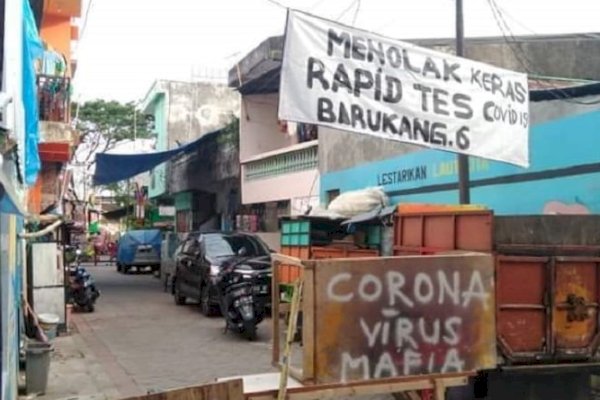 MENOLAK KERAS
RAPID TES COVID 19
BARUKANG.6
LESTARIKAN
CORONA
VIRUS
MAFIA